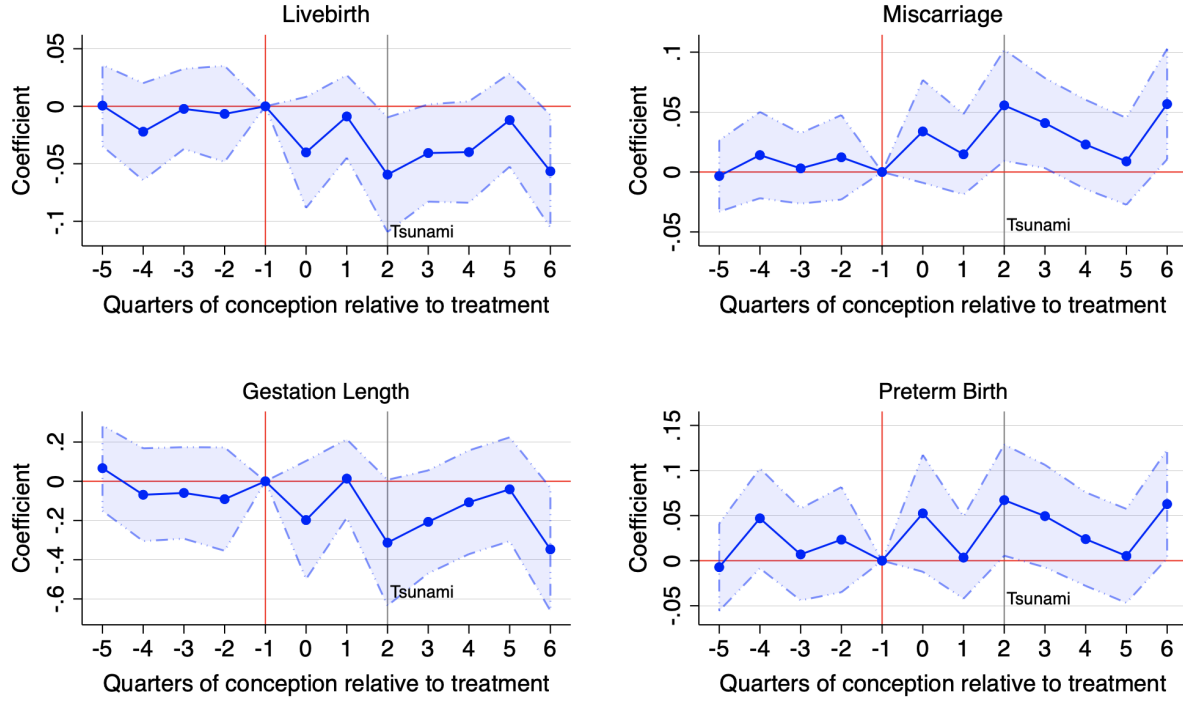 Livebirth
Coefficient
.05
0
-.05
-.1
Tsunami
-5 -4 -3 -2 -1 0 1 2 3 4 5 6
Quarters of conception relative to treatment
Miscarriage
Coefficient
.1
.05
0
-.05
Tsunami
-5 -4 -3 -2 -1 0 1 2 3 4 5 6
Quarters of conception relative to treatment
Gestation Length
Coefficient
.2
0
-.2
-.4
-.6
Tsunami
-5 -4 -3 -2 -1 0 1 2 3 4 5 6
Quarters of conception relative to treatment
Preterm Birth
Coefficient
.15
.1
.05
0
-.05
Tsunami
-5 -4 -3 -2 -1 0 1 2 3 4 5 6
Quarters of conception relative to treatment